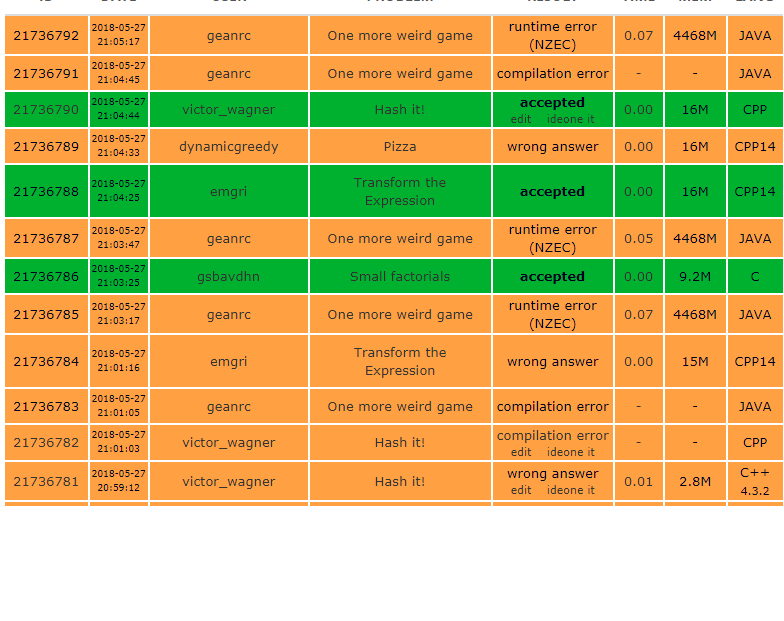 21736792 2018-05-27 21:05:17 geanrc One more weird game runtime error (NZEC) 0.07 4468M JAVA
21736791 2018-05-27 21:04:45 geanrc One more weird game compilation error - - JAVA
21736790 2018-05-27 21:04:44 victor_wagner Hash it! accepted edit ideone it 0.00 16M CPP
21736789 2018-05-27 21:04:33 dynamicgreedy Pizza wrong answer 0.00 16M CPP14
21736788 2018-05-27 21:04:25 emgri Transform the Expression accepted 0.00 16M CPP14
21736787 2018-05-27 21:03:47 geanrc One more weird game runtime error (NZEC) 0.05 4468M JAVA
21736786 2018-05-27 21:03:25 gsbavdhn Small factorials accepted 0.00 9.2M C
21736785 2018-05-27 21:03:17 geanrc One more weird game runtime error (NZEC) 0.07 4468M JAVA
21736784 2018-05-27 21:01:16 emgri Transform the Expression wrong answer 0.00 15M CPP14
21736783 2018-05-27 21:01:05 geanrc One more weird game compilation error - - JAVA
21736782 2018-05-27 21:01:03 victor_wagner Hash it! compilation error edit ideone it - - CPP
21736781 2018-05-27 20:59:12 victor_wagner Hash it! wrong answer edit ideone it 0.01 2.8M C++ 4.3.2